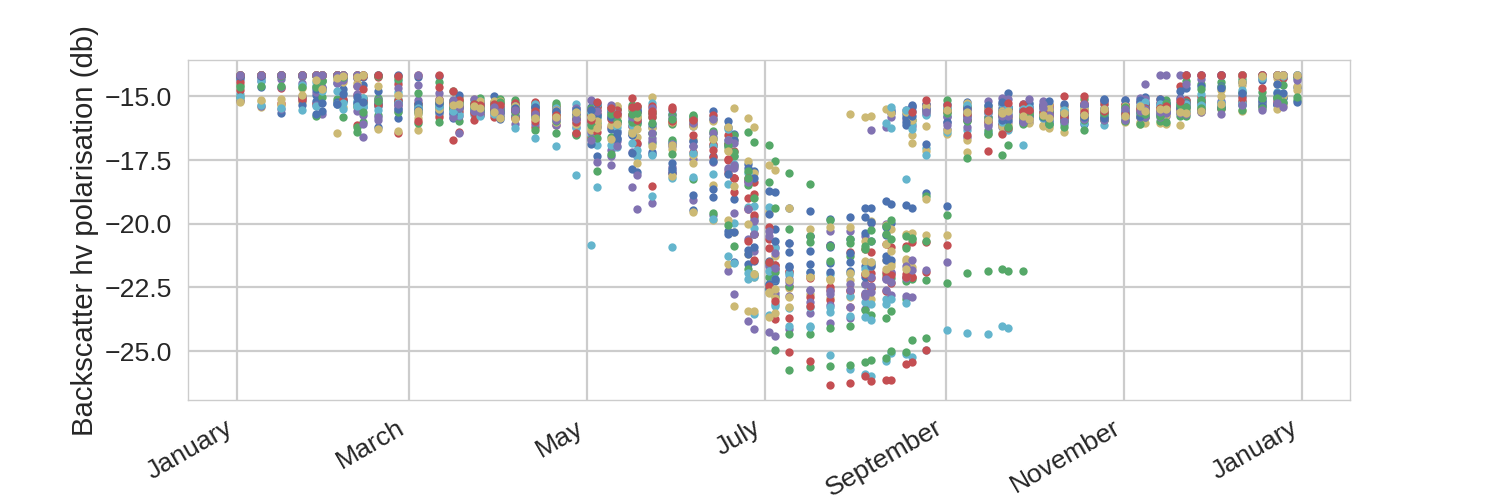 Backscatter hv polarisation (db)
−15.0
−17.5
−20.0
−22.5
−25.0
January
March
May
July
September
November
January